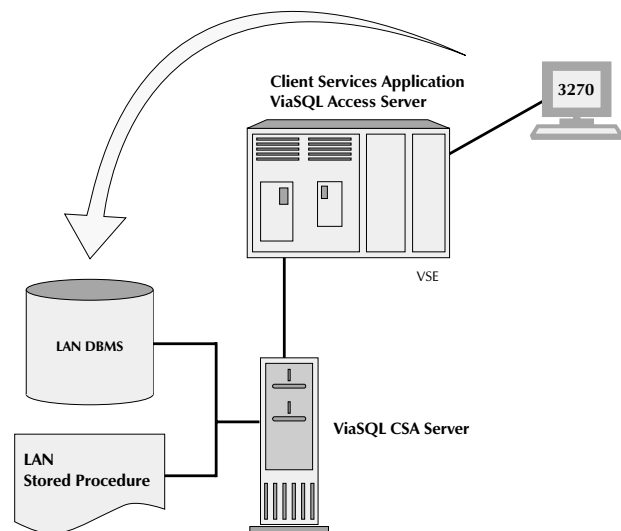 Client Services Application
ViaSQL Access Server
3270
VSE
LAN DBMS
ViaSQL CSA Server
LAN
Stored Procedure